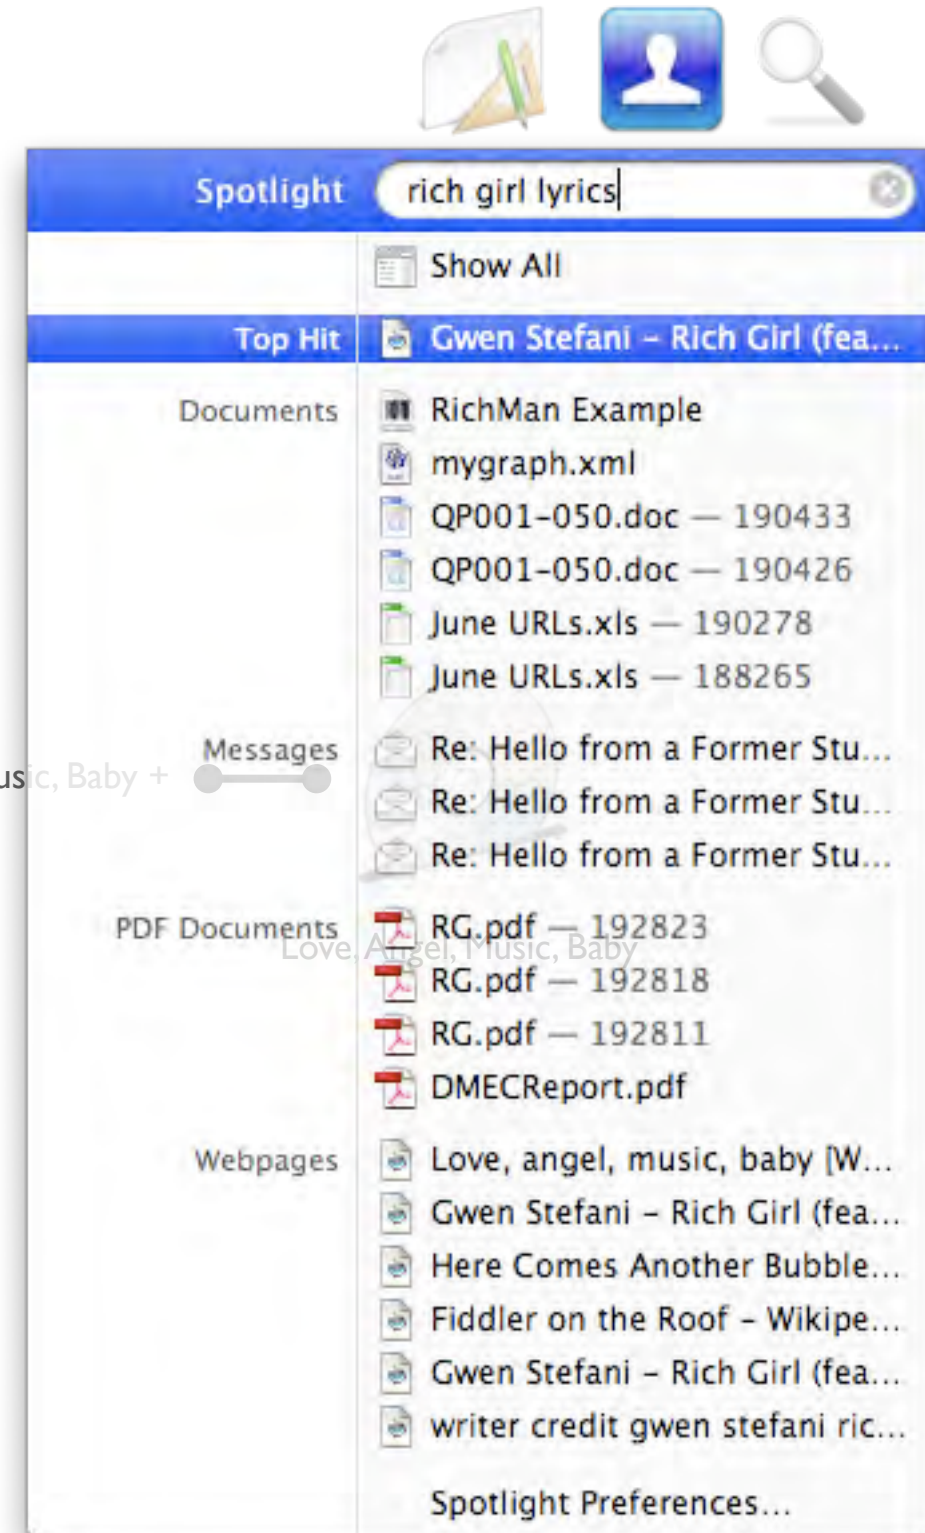 Spotlight rich girl lyrics
Show All
Top Hit Gwen Stefani – Rich Girl (fea...
Documents RichMan Example
mygraph.xml
QP001-050.doc — 190433
QP001-050.doc — 190426
June URLs.xls — 190278
June URLs.xls — 188265
Messages Re: Hello from a Former Stu...
usic, Baby +
Re: Hello from a Former Stu...
Re: Hello from a Former Stu...
PDF Documents RG.pdf — 192823
Love, Angel, Music, Baby
RG.pdf — 192818
RG.pdf — 192811
DMECReport.pdf
Webpages Love, angel, music, baby [W...
Gwen Stefani – Rich Girl (fea...
Here Comes Another Bubble...
Fiddler on the Roof – Wikipe...
Gwen Stefani – Rich Girl (fea...
writer credit gwen stefani ric...
Spotlight Preferences...